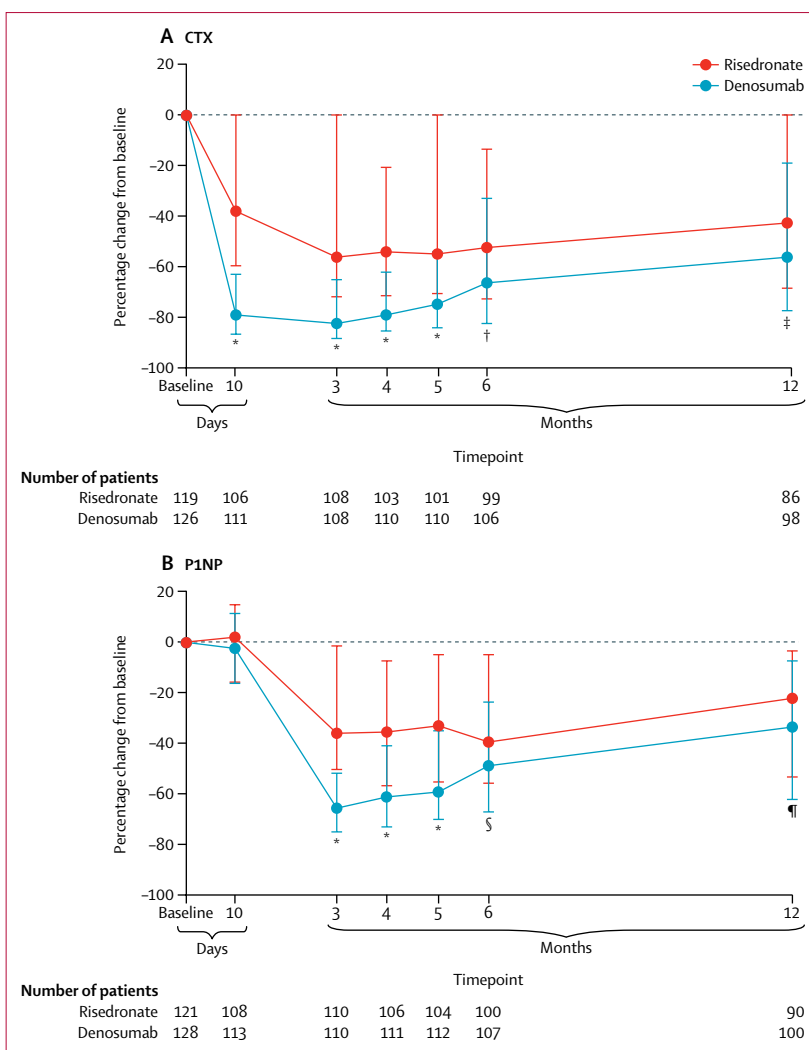 A CTX
Risedronate
Denosumab
Percentage change from baseline
20
0
−20
−40
−60
−80
−100
* * * * † ‡
Baseline 10 3 4 5 6 12
Days Months
Timepoint
Number of patients
Risedronate 119 106 108 103 101 99 86
Denosumab 126 111 108 110 110 106 98
B P1NP
Percentage change from baseline
20
0
−20
−40
−60
−80
−100
* * * § ¶
Baseline 10 3 4 5 6 12
Days Months
Timepoint
Number of patients
Risedronate 121 108 110 106 104 100 90
Denosumab 128 113 110 111 112 107 100